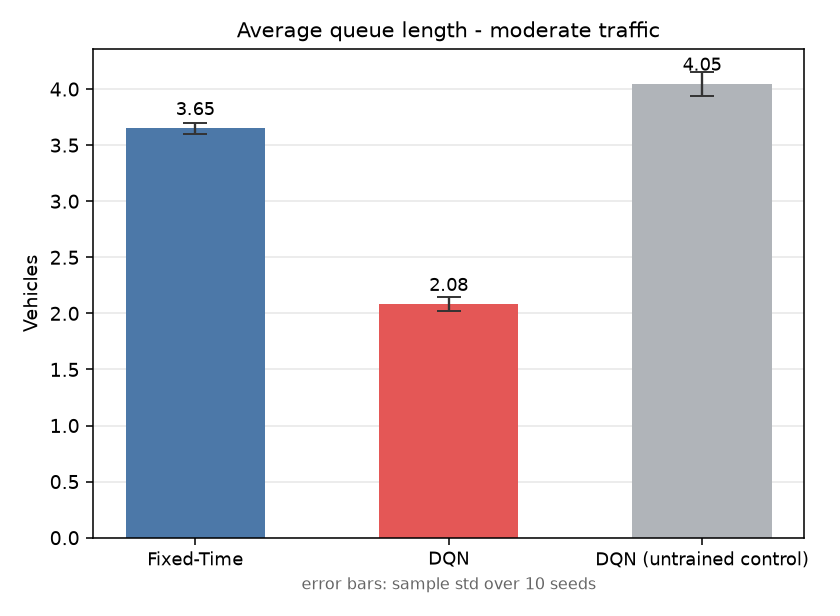 Average queue length - moderate traffic
Vehicles
4.0
3.5
3.0
2.5
2.0
1.5
1.0
0.5
0.0
3.65
2.08
4.05
Fixed-Time
DQN
DQN (untrained control)
error bars: sample std over 10 seeds